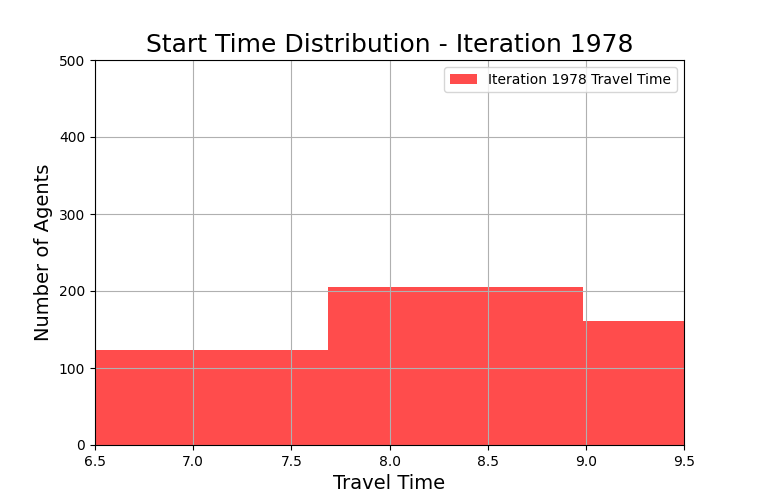 Start Time Distribution - Iteration 1978
Iteration 1978 Travel Time
500
400
300
200
100
0
Number of Agents
6.5 7.0 7.5 8.0 8.5 9.0 9.5
Travel Time